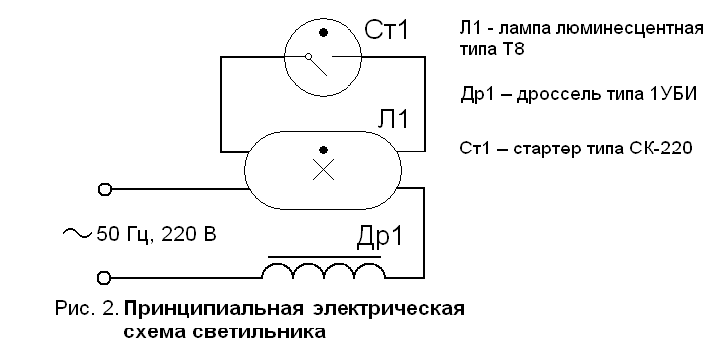 Ст1
Л1 - лампа люминесцентная
типа Т8
Др1 – дроссель типа 1УБИ
Л1
Ст1 – стартер типа СК-220
50 Гц, 220 В
Др1
Рис. 2. Принципиальная электрическая
схема светильника